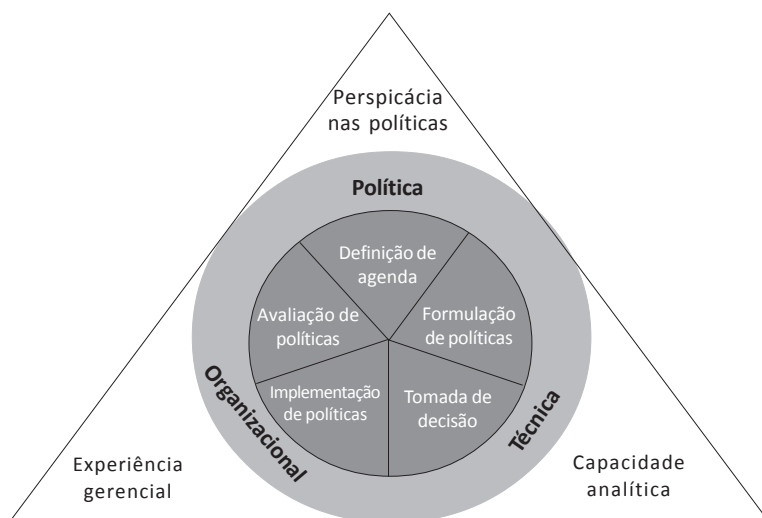 Perspicácia
nas políticas
Política
Definição de
agenda
Avaliação de
políticas
Formulação
de políticas
Implementação
de políticas
Tomada de
decisão
Organizacional
Técnica
Experiência
gerencial
Capacidade
analítica